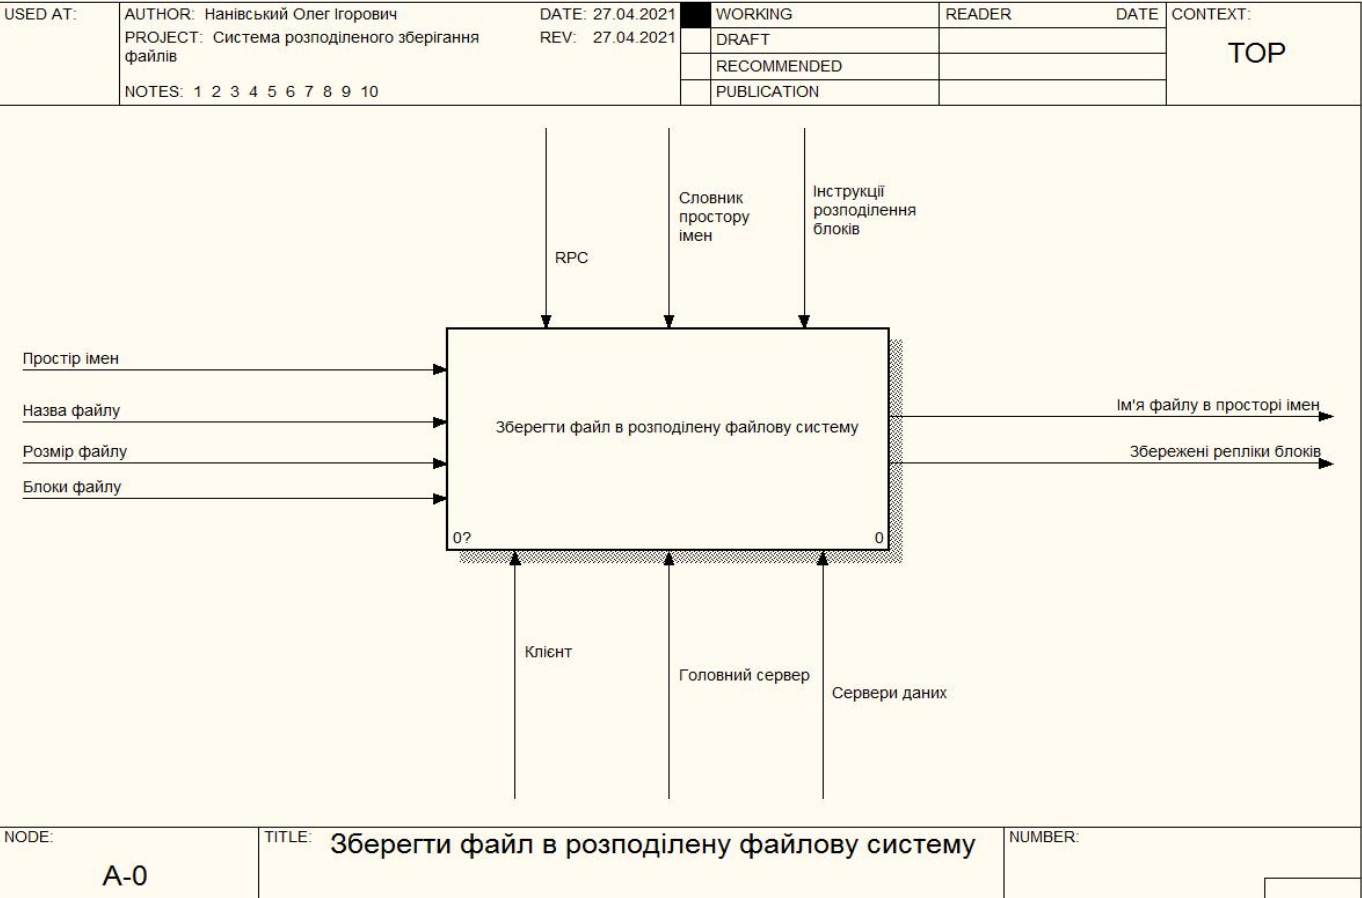 USED AT:
AUTHOR: Нанівський Олег Ігорович
DATE: 27.04.2021
WORKING
READER
DATE
CONTEXT:
PROJECT: Система розподіленого зберігання
файлів
REV: 27.04.2021
DRAFT
TOP
RECOMMENDED
NOTES: 1 2 3 4 5 6 7 8 9 10
PUBLICATION
RPC
Словник
простору
імен
Інструкції
розподілення
блоків
Простір імен
Назва файлу
Розмір файлу
Блоки файлу
Зберегти файл в розподілену файлову систему
0?
0
Ім'я файлу в просторі імен
Збережені репліки блоків
Клієнт
Головний сервер
Сервери даних
NODE:
A-0
TITLE: Зберегти файл в розподілену файлову систему
NUMBER: